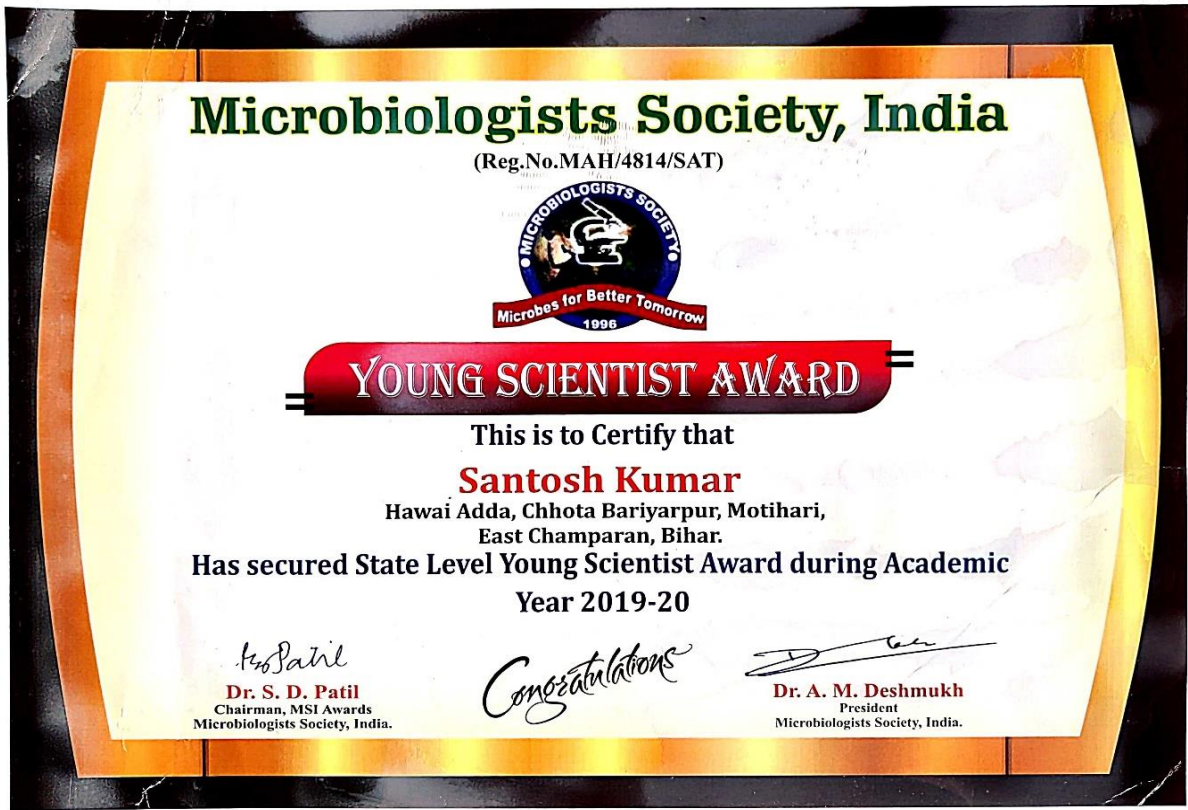 Microbiologists Society, India
(Reg.No.MAH/4814/SAT)
MICROBIOLOGISTS SOCIETY
Microbes for Better Tomorrow
1996
YOUNG SCIENTIST AWARD
This is to Certify that
Santosh Kumar
Hawai Adda, Chhota Bariyarpur, Motihari,
East Champaran, Bihar.
Has secured State Level Young Scientist Award during Academic
Year 2019-20
Congratulations
Dr. S. D. Patil
Chairman, MSI Awards
Microbiologists Society, India.
Dr. A. M. Deshmukh
President
Microbiologists Society, India.